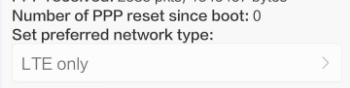 Number of PPP reset since boot: 0
Set preferred network type:
LTE only